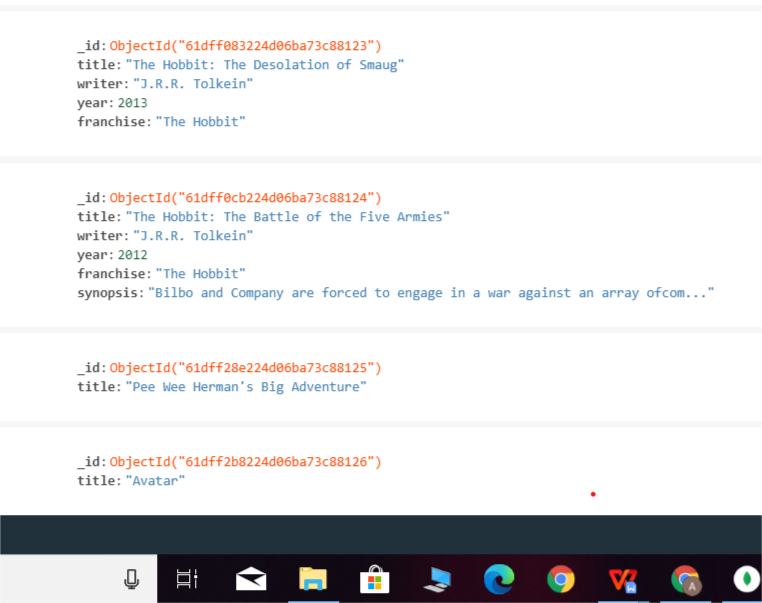 _id: ObjectId("61dff083224d06ba73c88123")
title: "The Hobbit: The Desolation of Smaug"
writer: "J.R.R. Tolkein"
year: 2013
franchise: "The Hobbit"
_id: ObjectId("61dff0cb224d06ba73c88124")
title: "The Hobbit: The Battle of the Five Armies"
writer: "J.R.R. Tolkein"
year: 2012
franchise: "The Hobbit"
synopsis: "Bilbo and Company are forced to engage in a war against an array ofcom..."
_id: ObjectId("61dff28e224d06ba73c88125")
title: "Pee Wee Herman's Big Adventure"
_id: ObjectId("61dff2b8224d06ba73c88126")
title: "Avatar"